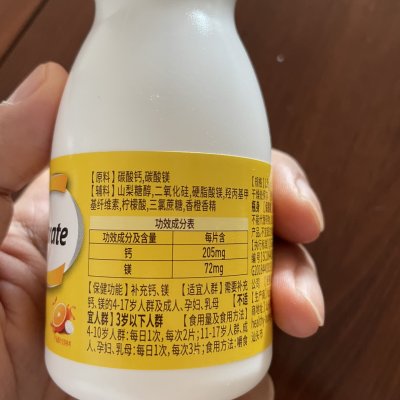 【原料】碳酸钙,碳酸镁
【辅料】山梨糖醇,二氧化硅,硬脂酸镁,羟丙基甲
基纤维素,柠檬酸,三氯蔗糖,香橙香精
功效成分表
功效成分及含量 每片含
钙 205mg
镁 72mg
【保健功能】补充钙、镁【适宜人群】需要补充
钙、镁的4-17岁人群及成人、孕妇、乳母【不适
宜人群】3岁以下人群【食用量及食用方法】
4-10岁人群:每日1次,每次2片;11-17岁人群、成
人、孕妇、乳母:每日1次,每次3片;食用方法:嚼食
rate